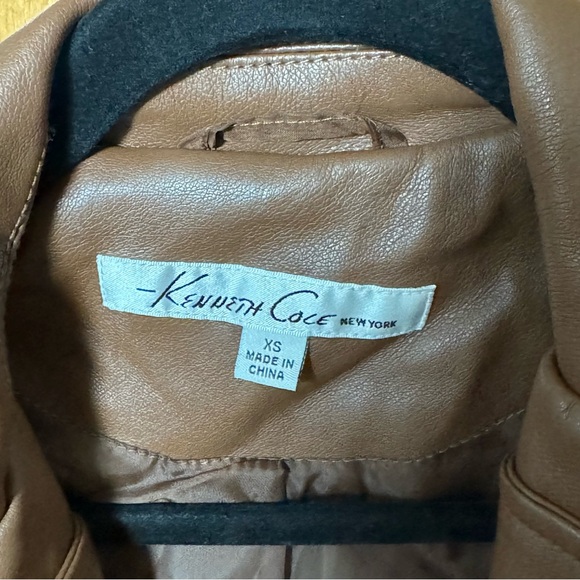 Kenneth Cole NEW YORK
XS
MADE IN
CHINA